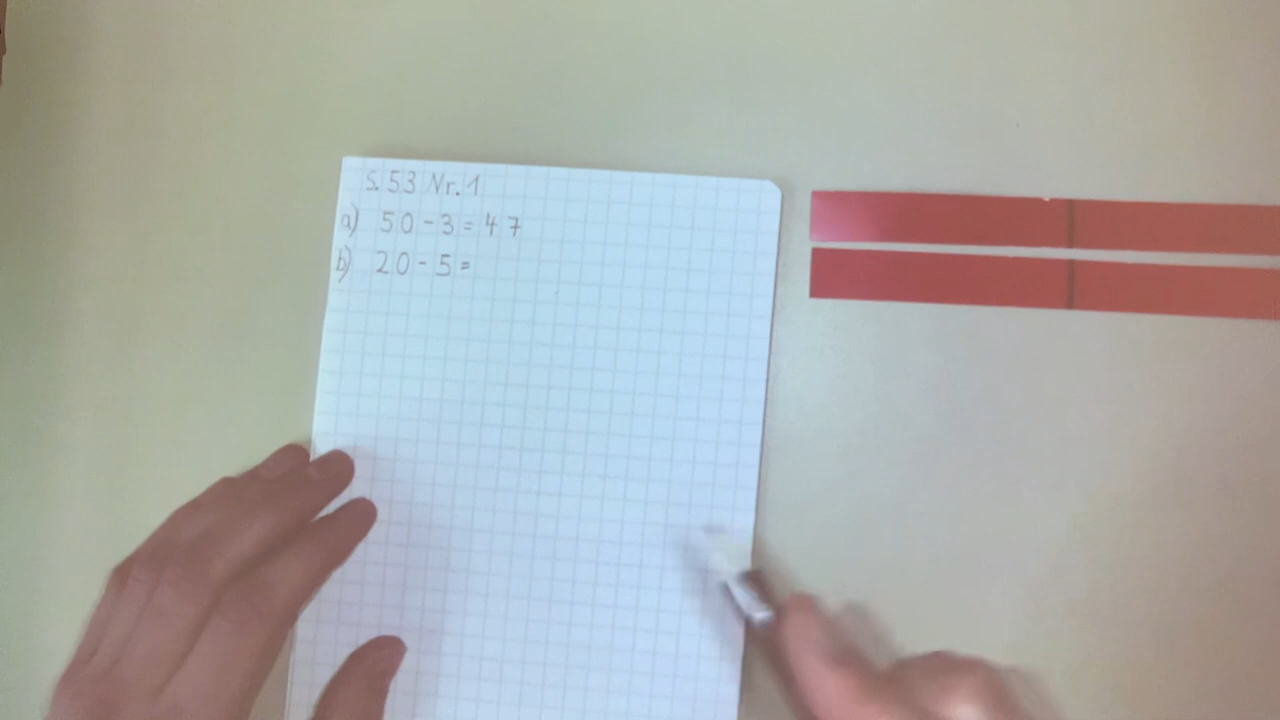 S. 53 Nr. 1
a) 50 - 3 = 47
b) 20 - 5 =